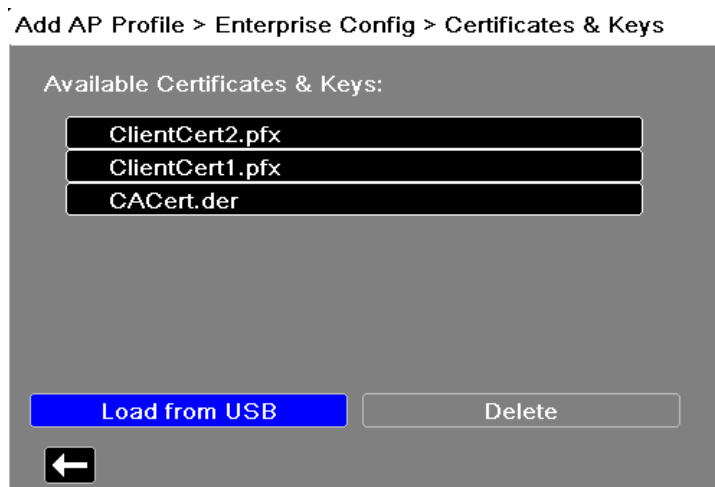 Add AP Profile > Enterprise Config > Certificates & Keys
Available Certificates & Keys:
ClientCert2.pfx
ClientCert1.pfx
CACert.der
Load from USB
Delete